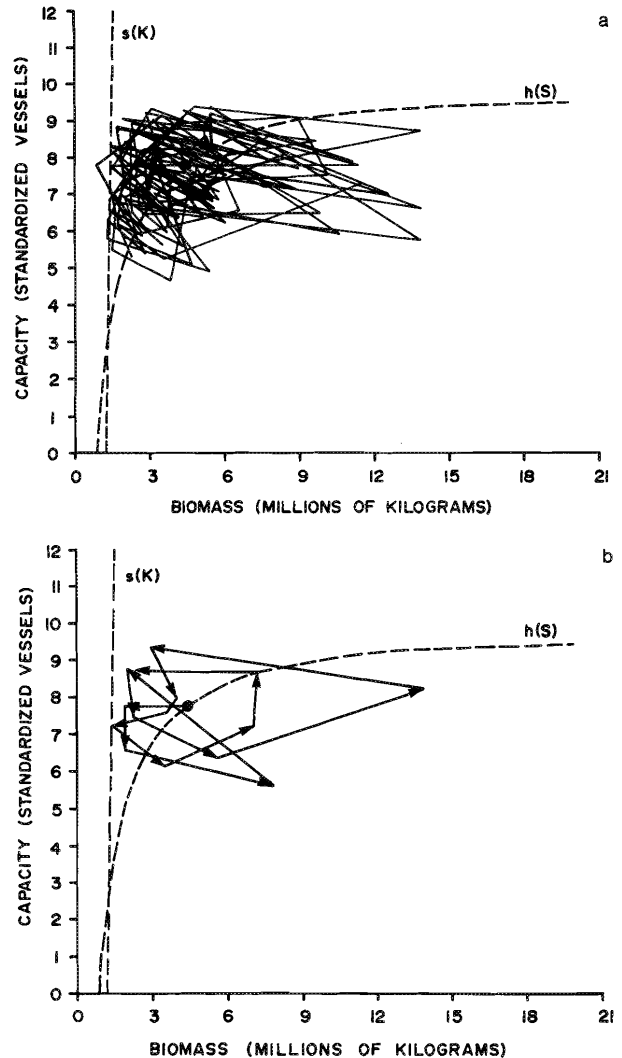 a
s(K)
h(S)
CAPACITY (STANDARDIZED VESSELS)
12
11
10
9
8
7
6
5
4
3
2
1
0
0 3 6 9 12 15 18 21
BIOMASS (MILLIONS OF KILOGRAMS)
b
s(K)
h(S)
CAPACITY (STANDARDIZED VESSELS)
12
11
10
9
8
7
6
5
4
3
2
1
0
0 3 6 9 12 15 18 21
BIOMASS (MILLIONS OF KILOGRAMS)